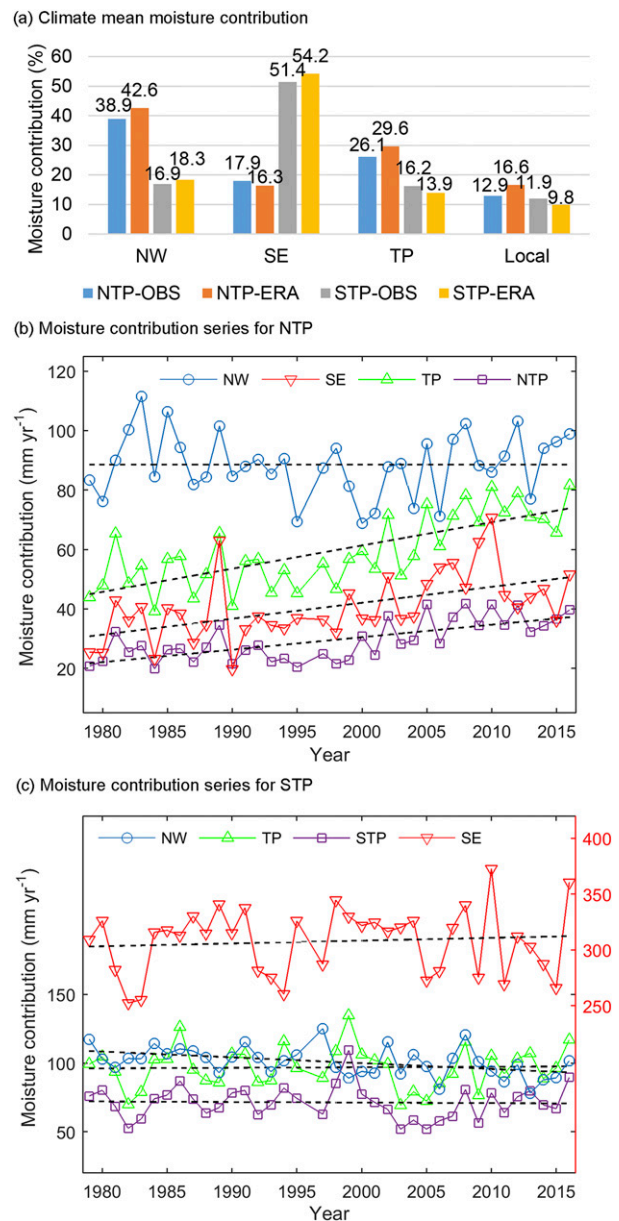 (a) Climate mean moisture contribution
Moisture contribution (%)
60
50
40
30
20
10
0
38.9
42.6
16.9
18.3
17.9
16.3
51.4
54.2
26.1
29.6
16.2
13.9
12.9
16.6
11.9
9.8
NW SE TP Local
NTP-OBS NTP-ERA STP-OBS STP-ERA
(b) Moisture contribution series for NTP
Moisture contribution (mm yr-1)
120
100
80
60
40
20
NW SE TP NTP
1980 1985 1990 1995 2000 2005 2010 2015
Year
(c) Moisture contribution series for STP
Moisture contribution (mm yr-1)
NW TP STP SE
150
100
50
400
350
300
250
1980 1985 1990 1995 2000 2005 2010 2015
Year